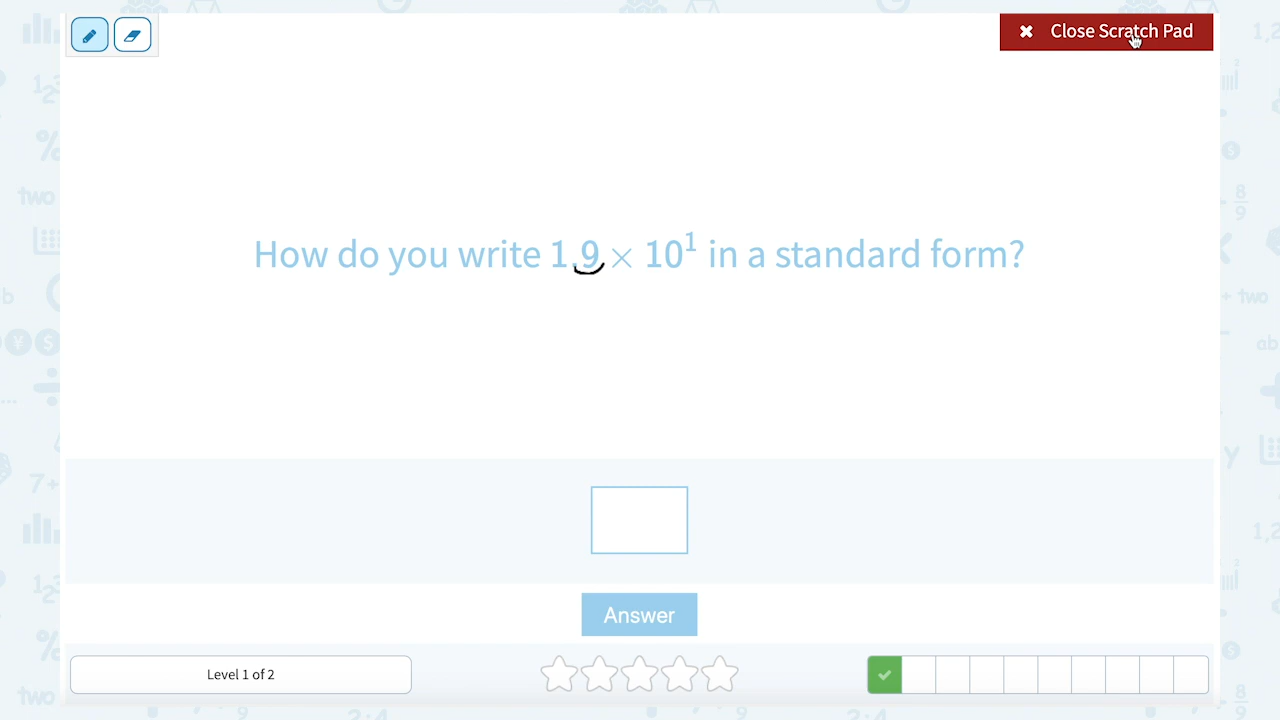 Close Scratch Pad
How do you write 1.9 × 10¹ in a standard form?
Answer
Level 1 of 2